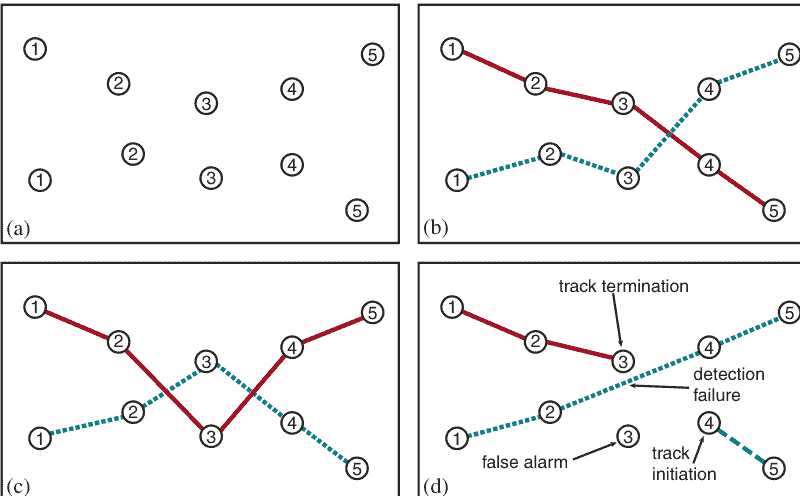 1 5
2 4
3
2 4
1 3
5
(a)
1 5
2 4
3
2 4
1 3
5
(b)
1 5
2 4
3
2 4
1 3
5
(c)
track termination
1 5
2 4
3
detection
failure
2 4
1 3
false alarm
track
initiation
5
(d)